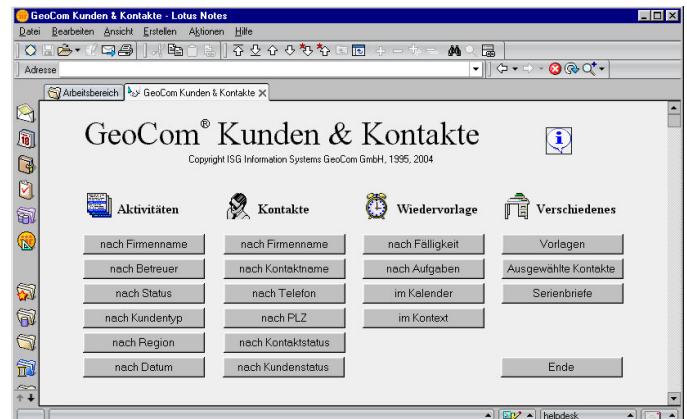 GeoCom Kunden & Kontakte - Lotus Notes
Datei Bearbeiten Ansicht Erstellen Aktionen Hilfe
Adresse
Arbeitsbereich GeoCom Kunden & Kontakte
GeoCom® Kunden & Kontakte
Copyright ISG Information Systems GeoCom GmbH, 1995, 2004
Aktivitäten Kontakte Wiedervorlage Verschiedenes
nach Firmenname nach Firmenname nach Fälligkeit Vorlagen
nach Betreuer nach Kontaktname nach Aufgaben Ausgewählte Kontakte
nach Status nach Telefon im Kalender Serienbriefe
nach Kundentyp nach PLZ im Kontext
nach Region nach Kontaktstatus
nach Datum nach Kundenstatus Ende
helpdesk